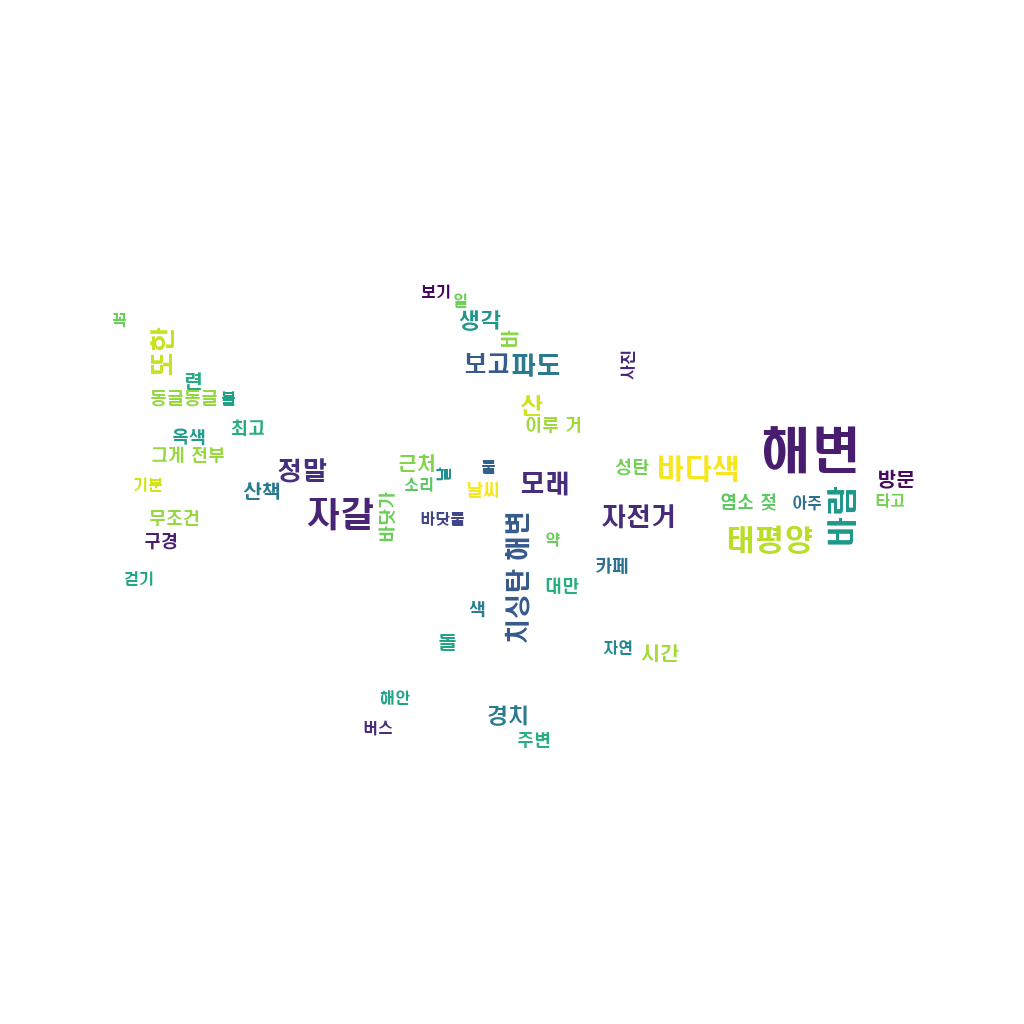 보기
일
꼭
생각
또한
바
보고
파도
사진
련
동글동글
볼
산
이루 거
최고
옥색
해변
그게 전부
정말
근처
물
성탄
바다색
방문
기분
산책
소리
날씨
모래
염소 젖
아주
타고
무조건
자갈
바닷가
바닷물
자전거
바람
구경
치싱탄 해변
약
태평양
걷기
카페
대만
색
돌
자연
시간
해안
버스
경치
주변